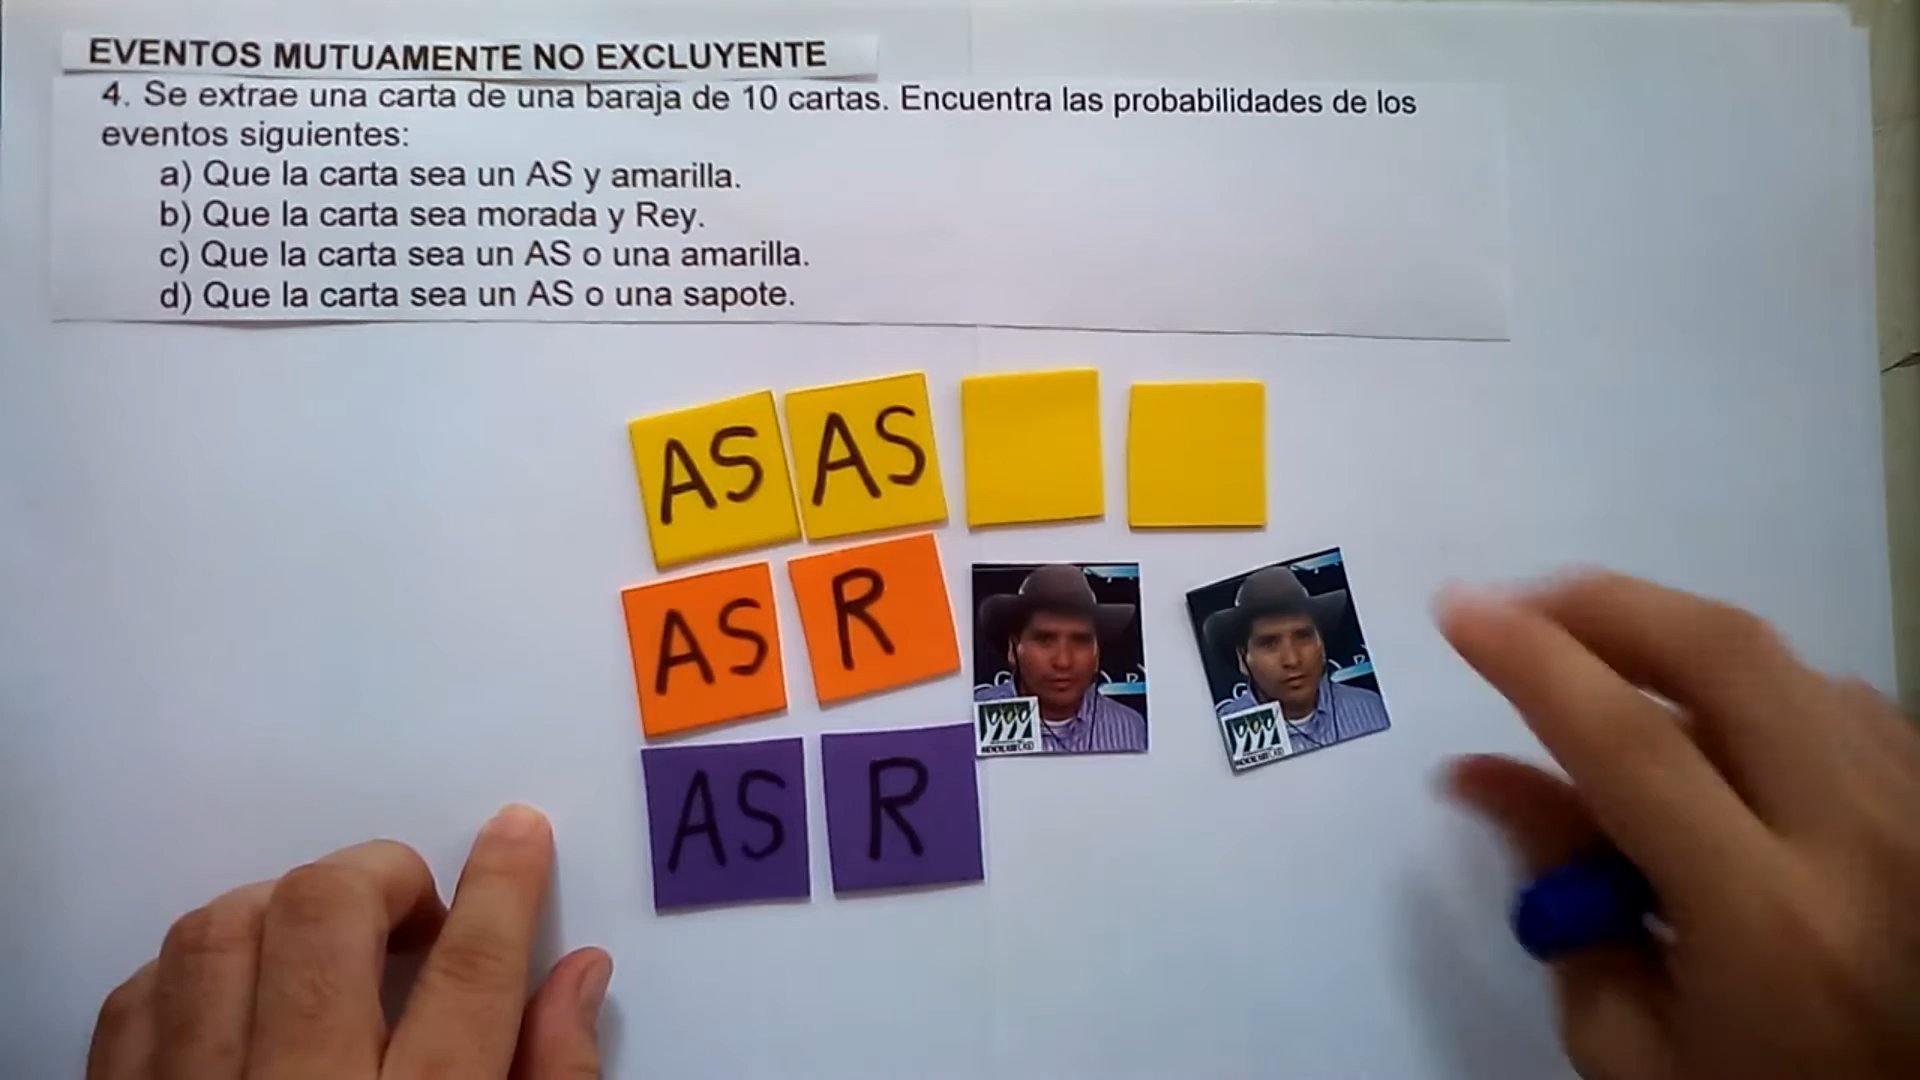 EVENTOS MUTUAMENTE NO EXCLUYENTE
4. Se extrae una carta de una baraja de 10 cartas. Encuentra las probabilidades de los
eventos siguientes:
a) Que la carta sea un AS y amarilla.
b) Que la carta sea morada y Rey.
c) Que la carta sea un AS o una amarilla.
d) Que la carta sea un AS o una sapote.
AS AS
AS R
AS R